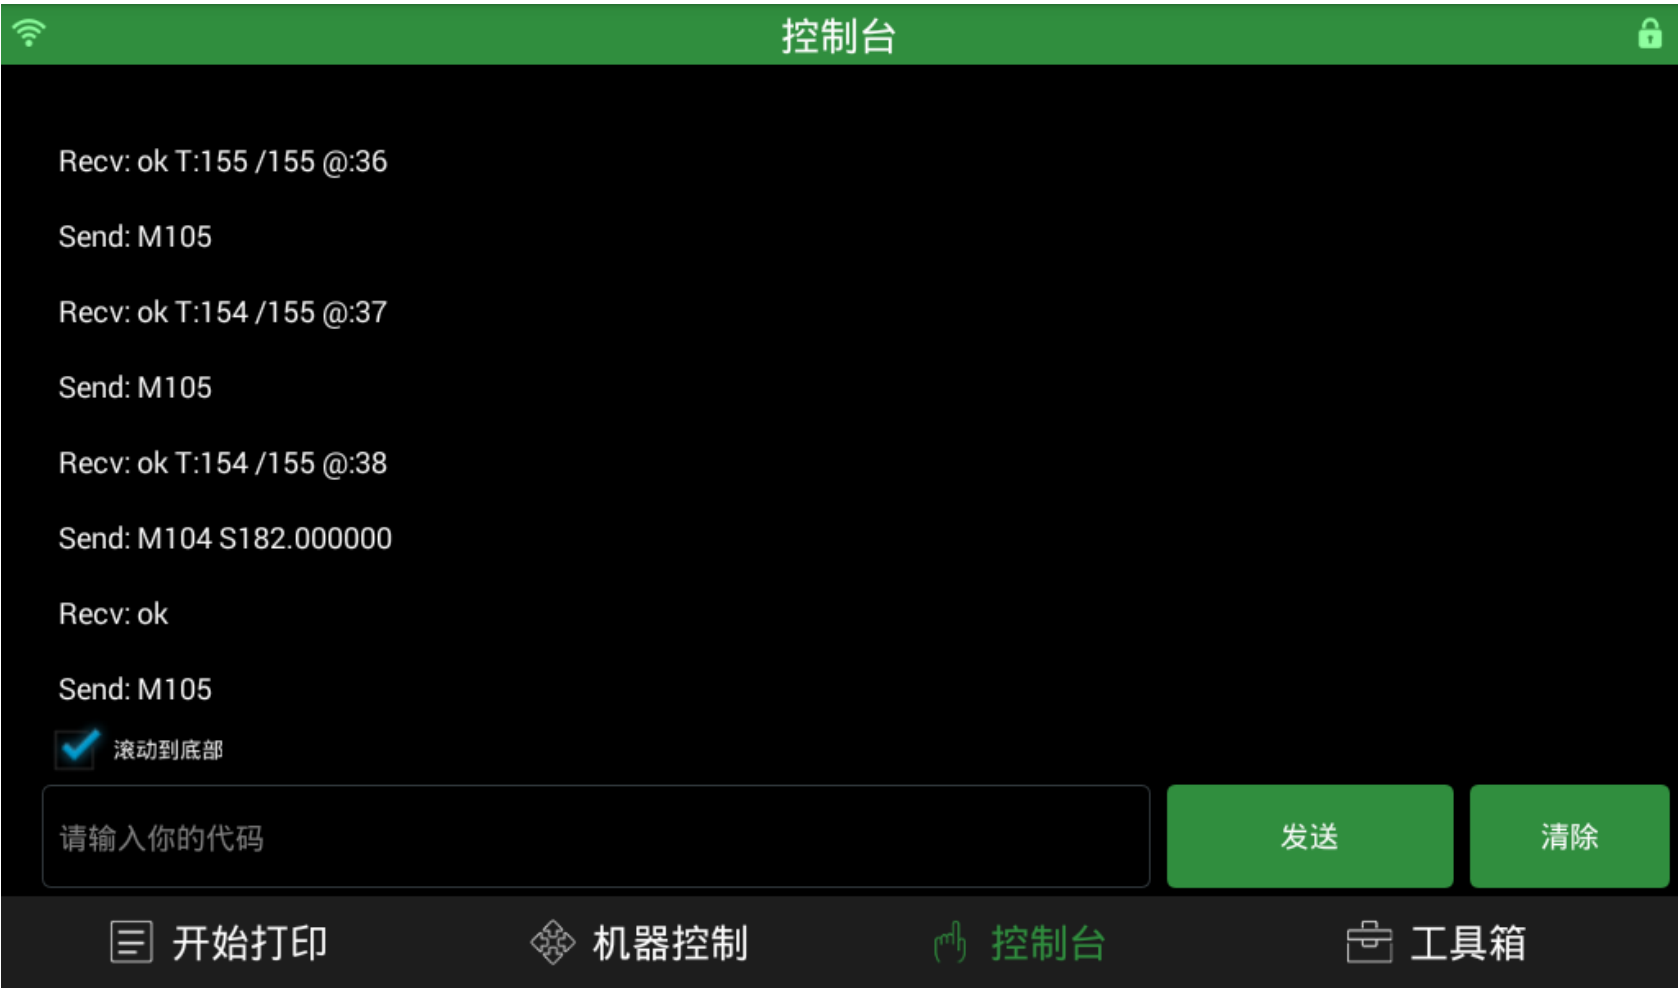 控制台
Recv: ok T:155 /155 @:36
Send: M105
Recv: ok T:154 /155 @:37
Send: M105
Recv: ok T:154 /155 @:38
Send: M104 S182.000000
Recv: ok
Send: M105
滚动到底部
请输入你的代码 发送 清除
开始打印 机器控制 控制台 工具箱